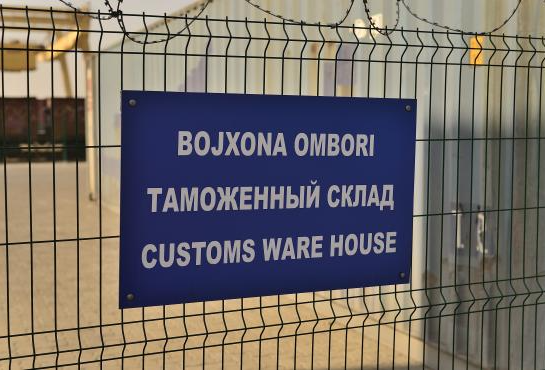 BOJXONA OMBORI
ТАМОЖЕННЫЙ СКЛАД
CUSTOMS WARE HOUSE